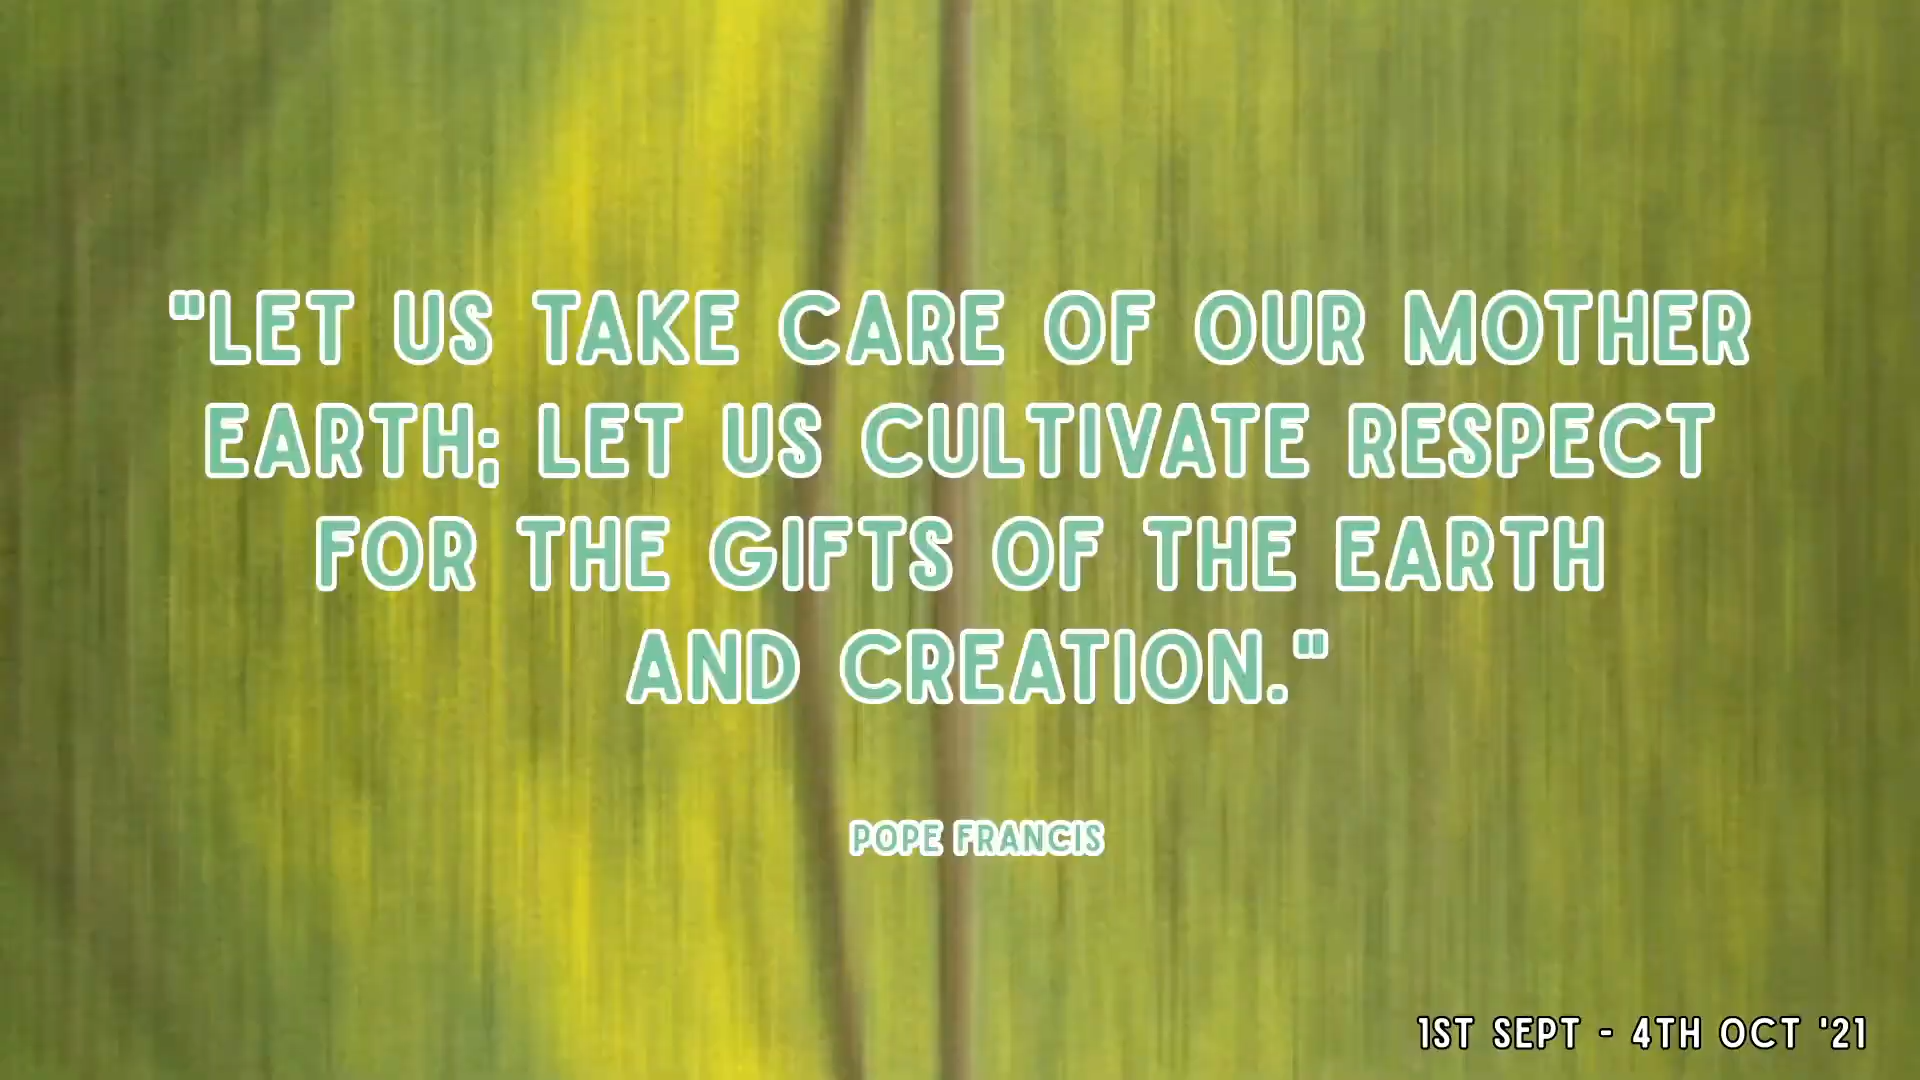 "LET US TAKE CARE OF OUR MOTHER
EARTH; LET US CULTIVATE RESPECT
FOR THE GIFTS OF THE EARTH
AND CREATION."
POPE FRANCIS
1ST SEPT - 4TH OCT '21